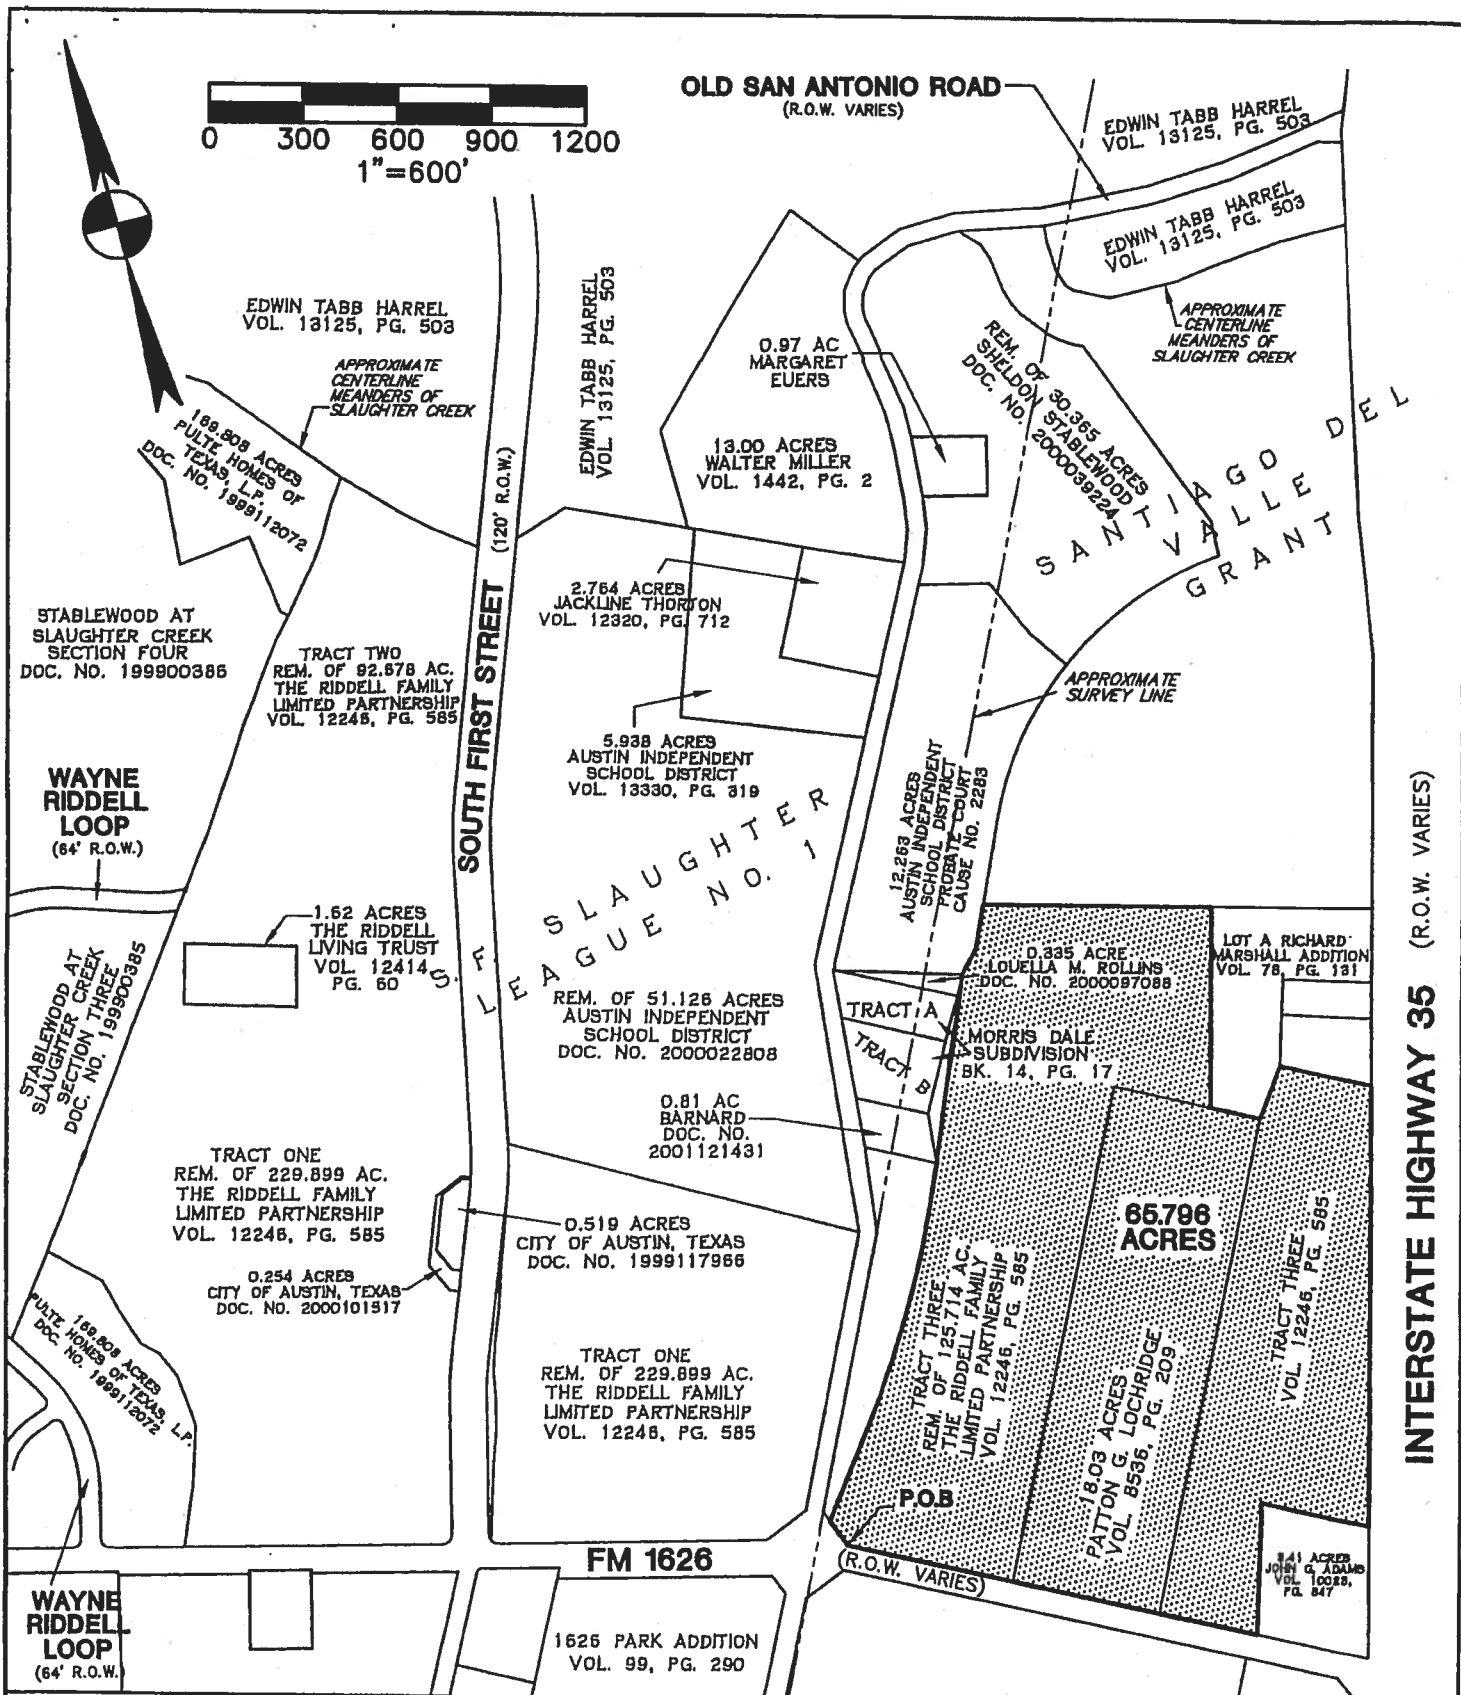 OLD SAN ANTONIO ROAD
(R.O.W. VARIES)
0 300 600 900 1200
1"=600'
EDWIN TABB HARREL
VOL. 13125, PG. 503
EDWIN TABB HARREL
VOL. 13125, PG. 503
APPROXIMATE
CENTERLINE
MEANDERS OF
SLAUGHTER CREEK
EDWIN TABB HARREL
VOL. 13125, PG. 503
APPROXIMATE
CENTERLINE
MEANDERS OF
SLAUGHTER CREEK
EDWIN TABB HARREL
VOL. 13125, PG. 503
0.97 AC
MARGARET
EUERS
REM. OF 30.365 ACRES
SHELDON STABLEWOOD
DOC. NO. 2000039224
169.808 ACRES
PULTE HOMES OF
TEXAS, L.P.
DOC. NO. 1999112072
13.00 ACRES
WALTER MILLER
VOL. 1442, PG. 2
SANTIAGO DEL
VALLE
GRANT
(120' R.O.W.)
SOUTH FIRST STREET
2.764 ACRES
JACKLINE THORTON
VOL. 12320, PG. 712
STABLEWOOD AT
SLAUGHTER CREEK
SECTION FOUR
DOC. NO. 199900386
TRACT TWO
REM. OF 92.678 AC.
THE RIDDELL FAMILY
LIMITED PARTNERSHIP
VOL. 12246, PG. 585
APPROXIMATE
SURVEY LINE
5.938 ACRES
AUSTIN INDEPENDENT
SCHOOL DISTRICT
VOL. 13330, PG. 319
12.263 ACRES
AUSTIN INDEPENDENT
SCHOOL DISTRICT
PROBATE COURT
CAUSE NO. 2283
WAYNE
RIDDELL
LOOP
(64' R.O.W.)
S. F. SLAUGHTER
LEAGUE NO. 1
INTERSTATE HIGHWAY 35 (R.O.W. VARIES)
1.62 ACRES
THE RIDDELL
LIVING TRUST
VOL. 12414
PG. 60
STABLEWOOD AT
SLAUGHTER CREEK
SECTION THREE
DOC. NO. 199900385
REM. OF 51.126 ACRES
AUSTIN INDEPENDENT
SCHOOL DISTRICT
DOC. NO. 2000022808
0.335 ACRE
LOUELLA M. ROLLINS
DOC. NO. 2000097088
LOT A RICHARD
MARSHALL ADDITION
VOL. 78, PG. 131
TRACT A
TRACT B
MORRIS DALE
SUBDIVISION
BK. 14, PG. 17
0.81 AC
BARNARD
DOC. NO.
2001121431
TRACT ONE
REM. OF 229.899 AC.
THE RIDDELL FAMILY
LIMITED PARTNERSHIP
VOL. 12246, PG. 585
0.519 ACRES
CITY OF AUSTIN, TEXAS
DOC. NO. 1999117966
0.254 ACRES
CITY OF AUSTIN, TEXAS
DOC. NO. 2000101517
65.796
ACRES
TRACT THREE
REM. OF 125.714 AC.
THE RIDDELL FAMILY
LIMITED PARTNERSHIP
VOL. 12246, PG. 585
TRACT THREE
VOL. 12246, PG. 585
18.03 ACRES
PATTON G. LOCHRIDGE
VOL. 8536, PG. 209
169.808 ACRES
PULTE HOMES OF TEXAS, L.P.
DOC. NO. 1999112072
TRACT ONE
REM. OF 229.899 AC.
THE RIDDELL FAMILY
LIMITED PARTNERSHIP
VOL. 12246, PG. 585
P.O.B
FM 1626
(R.O.W. VARIES)
ACRES
JOHN G. ADAMS
VOL. 10028,
PG. 847
WAYNE
RIDDELL
LOOP
(64' R.O.W.)
1626 PARK ADDITION
VOL. 99, PG. 290